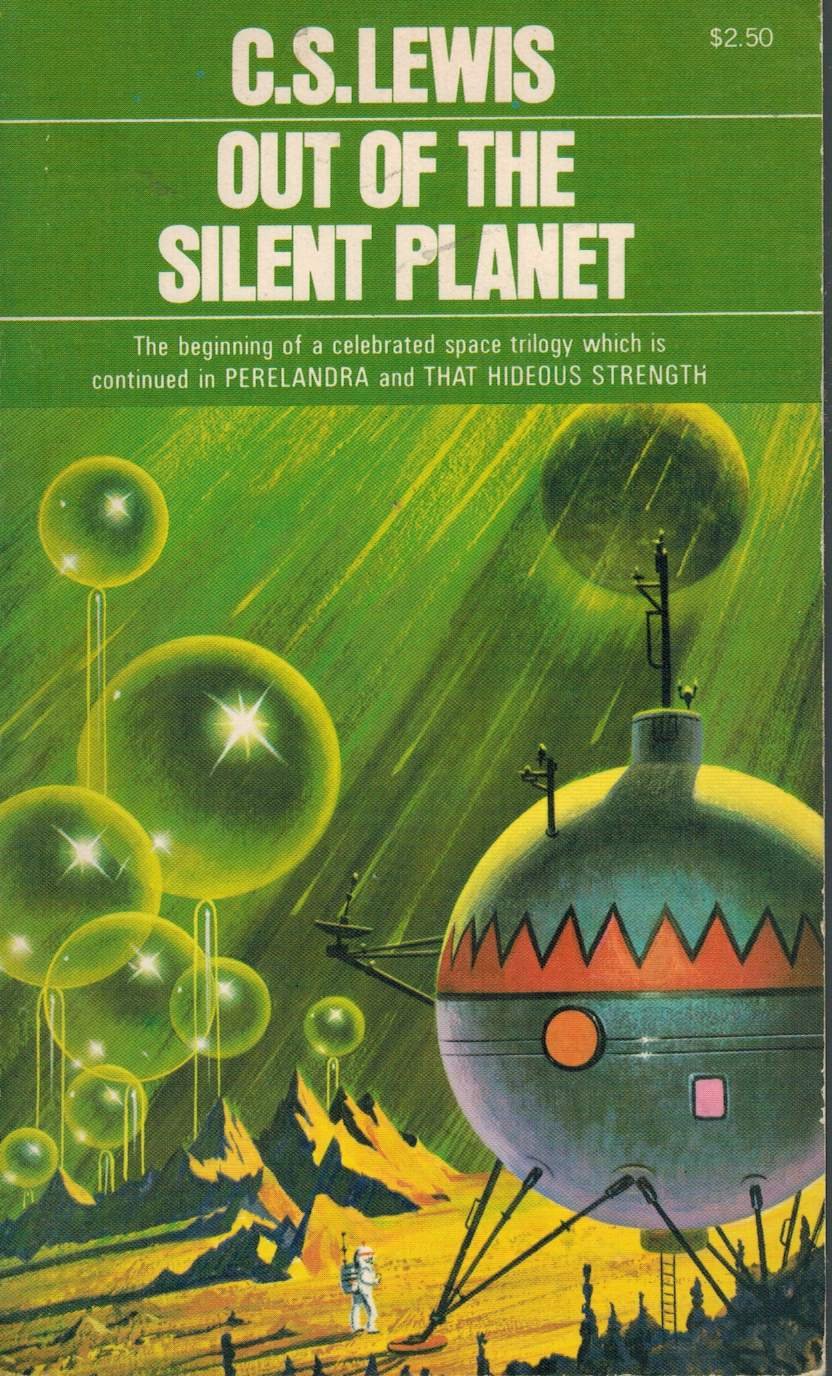 C.S. LEWIS
$2.50
OUT OF THE
SILENT PLANET
The beginning of a celebrated space trilogy which is
continued in PERELANDRA and THAT HIDEOUS STRENGTH